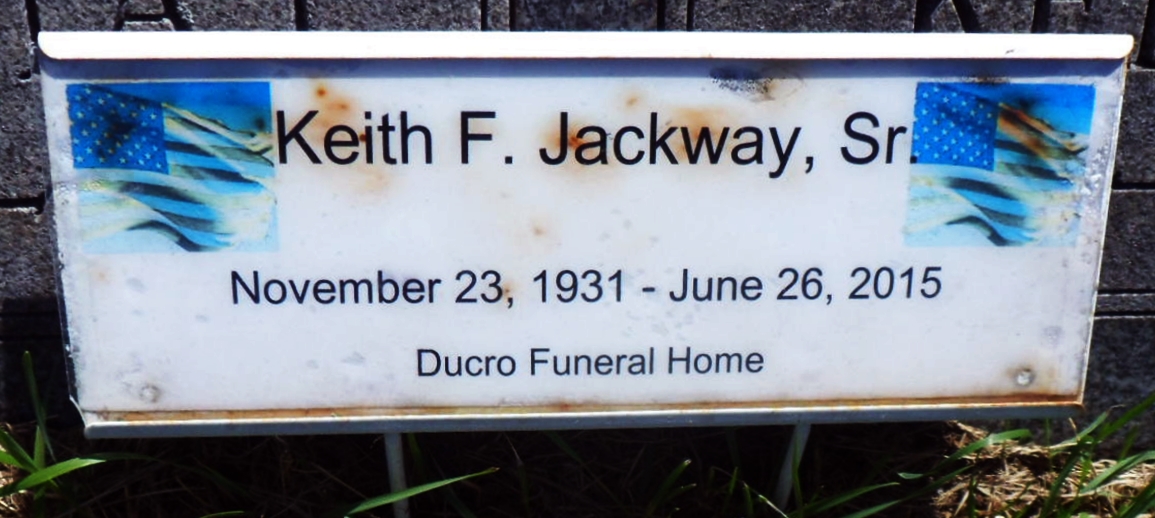 Keith F. Jackway, Sr.
November 23, 1931 - June 26, 2015
Ducro Funeral Home